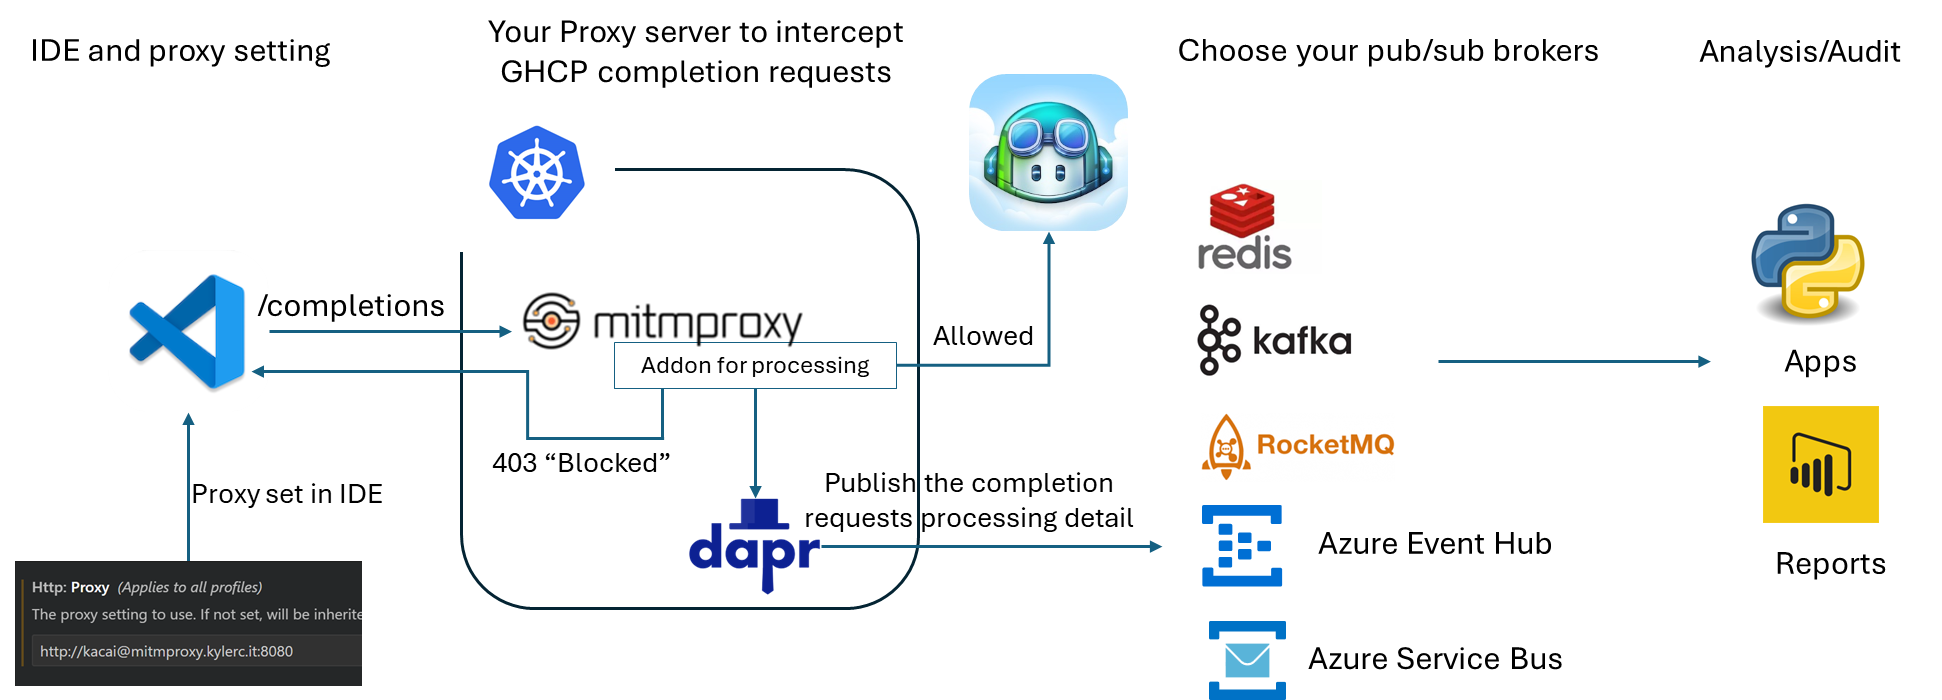 IDE and proxy setting
Your Proxy server to intercept
GHCP completion requests
Choose your pub/sub brokers
Analysis/Audit
/completions
mitmproxy
Addon for processing
Allowed
403 “Blocked”
Proxy set in IDE
Http: Proxy (Applies to all profiles)
The proxy setting to use. If not set, will be inherite
http://kacai@mitmproxy.kylerc.it:8080
dapr
Publish the completion
requests processing detail
redis
kafka
RocketMQ
Azure Event Hub
Azure Service Bus
Apps
Reports